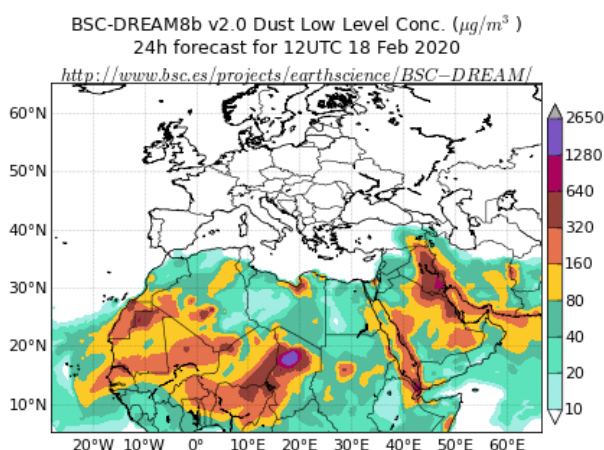 BSC-DREAM8b v2.0 Dust Low Level Conc. (μg/m³ )
24h forecast for 12UTC 18 Feb 2020
http://www.bsc.es/projects/earthscience/BSC−DREAM/
60°N
50°N
40°N
30°N
20°N
10°N
20°W 10°W 0° 10°E 20°E 30°E 40°E 50°E 60°E
2650
1280
640
320
160
80
40
20
10